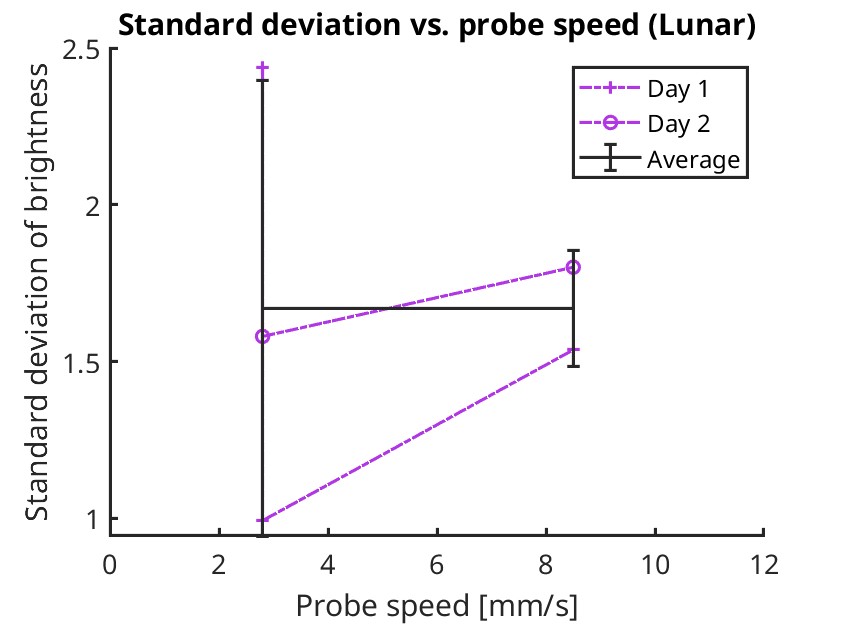 Standard deviation vs. probe speed (Lunar)
Standard deviation of brightness
2.5
2
1.5
1
Day 1
Day 2
Average
0 2 4 6 8 10 12
Probe speed [mm/s]